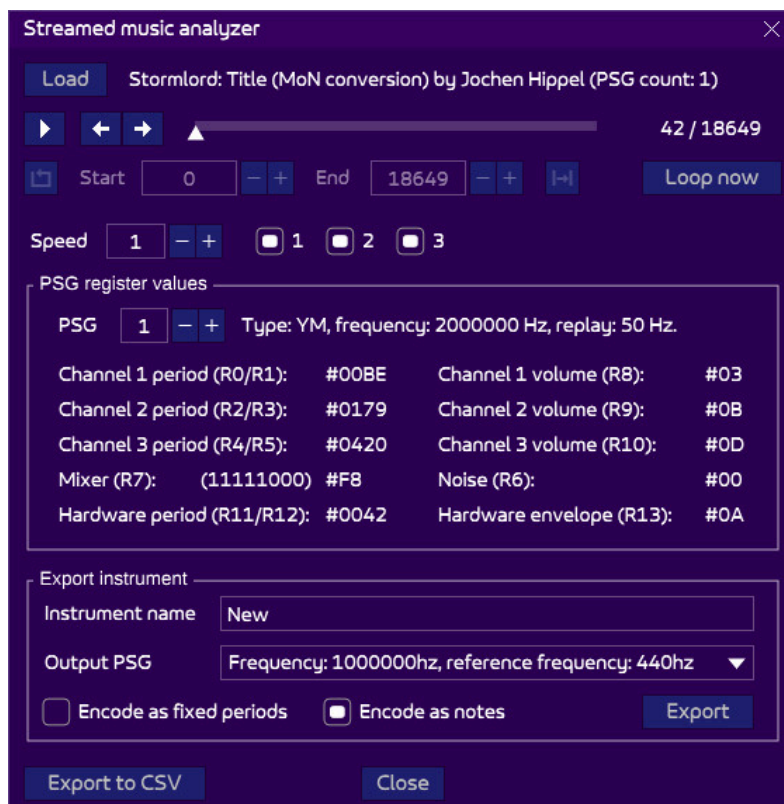 Streamed music analyzer
Load Stormlord: Title (MoN conversion) by Jochen Hippel (PSG count: 1)
42 / 18649
Start 0 End 18649 Loop now
Speed 1 1 2 3
PSG register values
PSG 1 Type: YM, frequency: 2000000 Hz, replay: 50 Hz.
Channel 1 period (R0/R1): #00BE Channel 1 volume (R8): #03
Channel 2 period (R2/R3): #0179 Channel 2 volume (R9): #0B
Channel 3 period (R4/R5): #0420 Channel 3 volume (R10): #0D
Mixer (R7): (11111000) #F8 Noise (R6): #00
Hardware period (R11/R12): #0042 Hardware envelope (R13): #0A
Export instrument
Instrument name New
Output PSG Frequency: 1000000hz, reference frequency: 440hz
Encode as fixed periods Encode as notes Export
Export to CSV Close